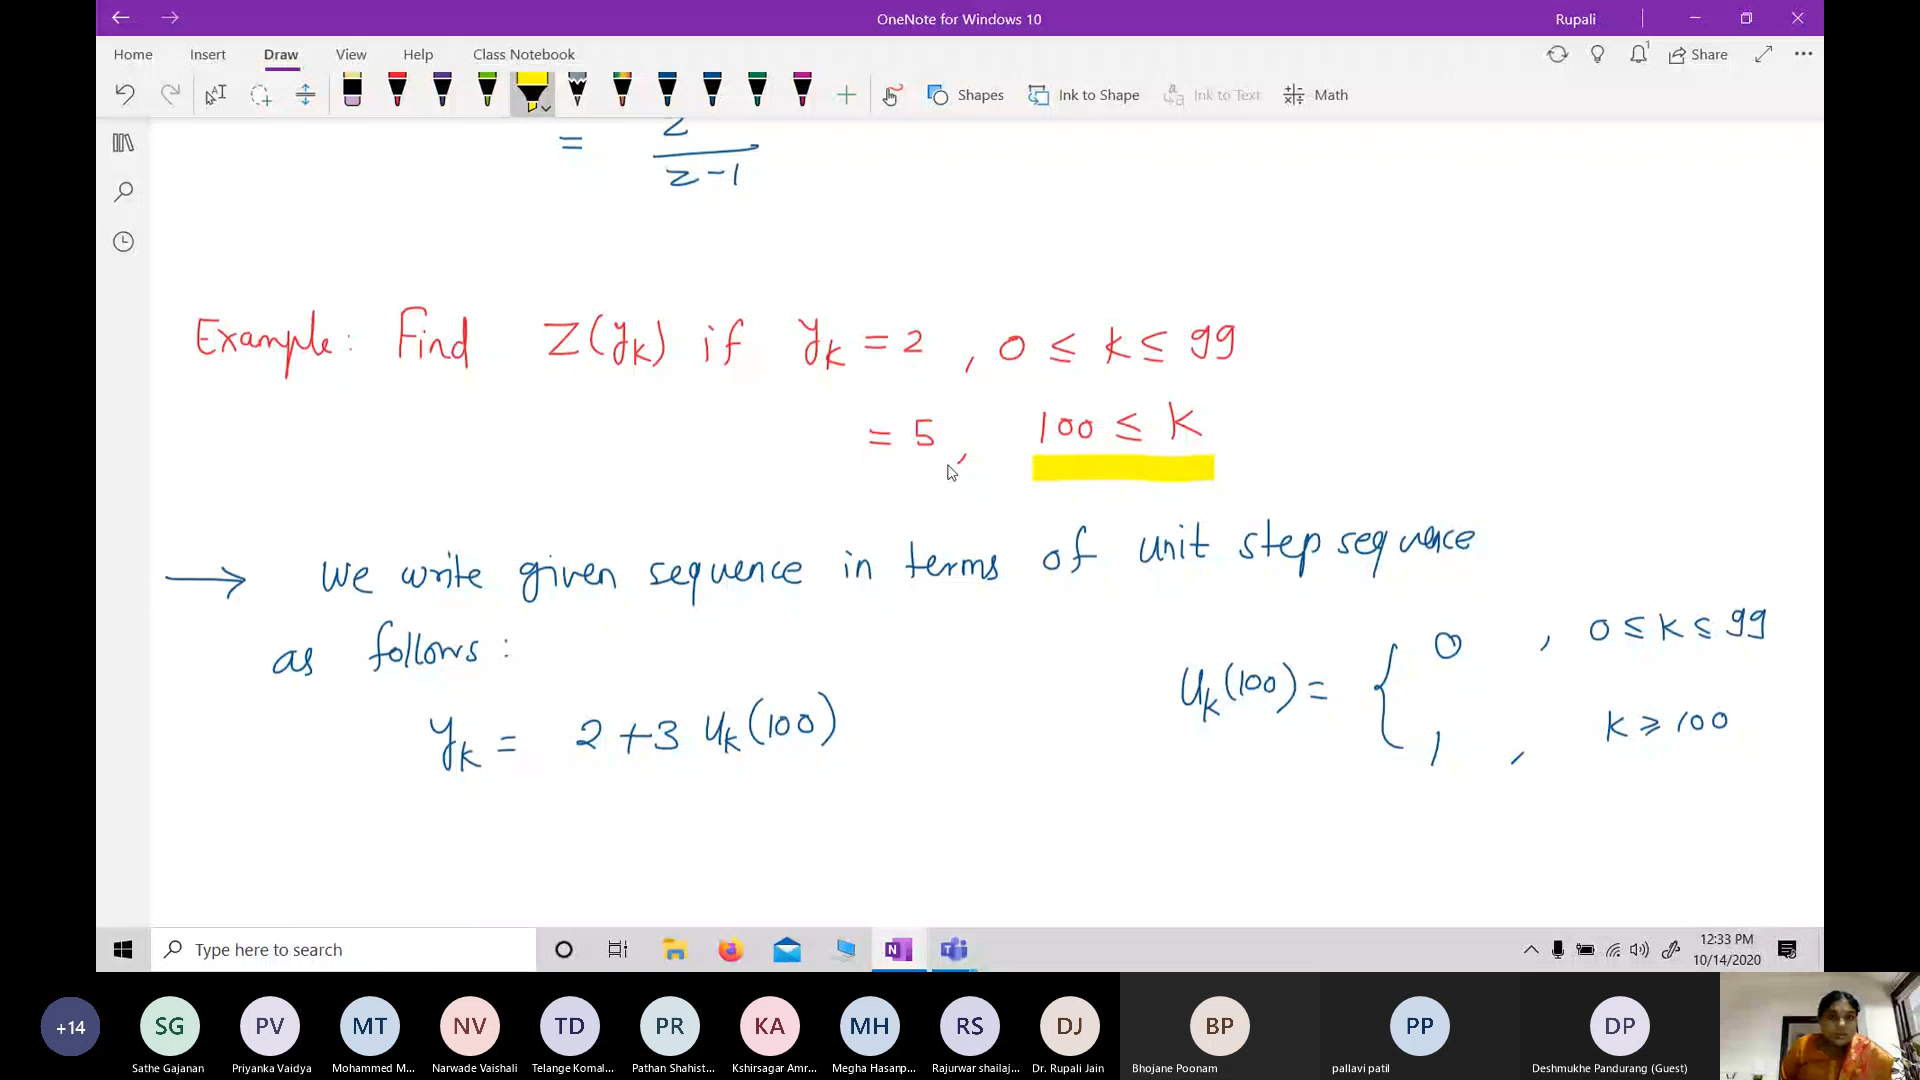 OneNote for Windows 10
Rupali
Home Insert Draw View Help Class Notebook
Share
Shapes Ink to Shape Ink to Text Math
= z
z-1
Example: Find Z(yk) if yk = 2 , 0 ≤ k ≤ 99
= 5 , 100 ≤ k
→ We write given sequence in terms of unit step sequence
as follows:
yk = 2+3 uk(100)
uk(100) = { 0 , 0 ≤ k ≤ 99
1 , k ≥ 100
Type here to search
12:33 PM
10/14/2020
+14 SG PV MT NV TD PR KA MH RS DJ BP PP DP
Sathe Gajanan Priyanka Vaidya Mohammed M... Narwade Vaishali Telange Komal... Pathan Shahist... Kshirsagar Amr... Megha Hasanp... Rajurwar shailaj... Dr. Rupali Jain Bhojane Poonam pallavi patil Deshmukhe Pandurang (Guest)